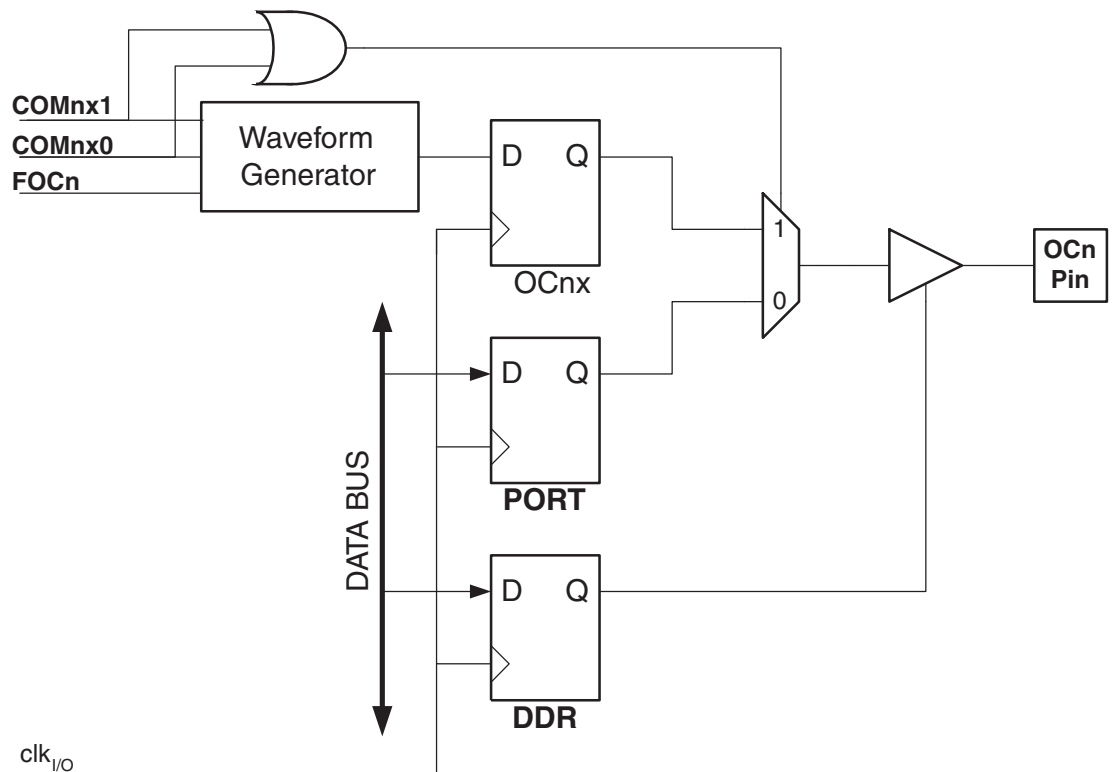 COMnx1
COMnx0
FOCn
Waveform
Generator
D Q
OCnx
1
0
OCn
Pin
D Q
PORT
DATA BUS
D Q
DDR
clkI/O